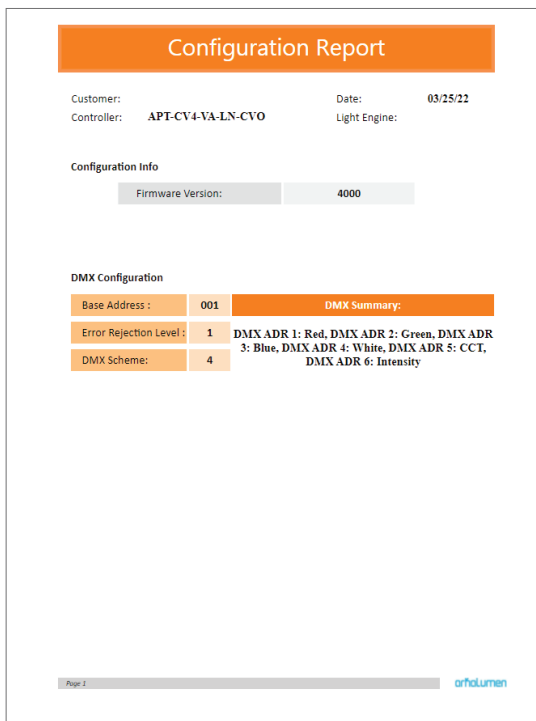 Configuration Report
Customer: Date: 03/25/22
Controller: APT-CV4-VA-LN-CVO Light Engine:
Configuration Info
Firmware Version: 4000
DMX Configuration
Base Address : 001 DMX Summary:
Error Rejection Level : 1 DMX ADR 1: Red, DMX ADR 2: Green, DMX ADR
3: Blue, DMX ADR 4: White, DMX ADR 5: CCT,
DMX Scheme: 4 DMX ADR 6: Intensity
Page 1 artholumen